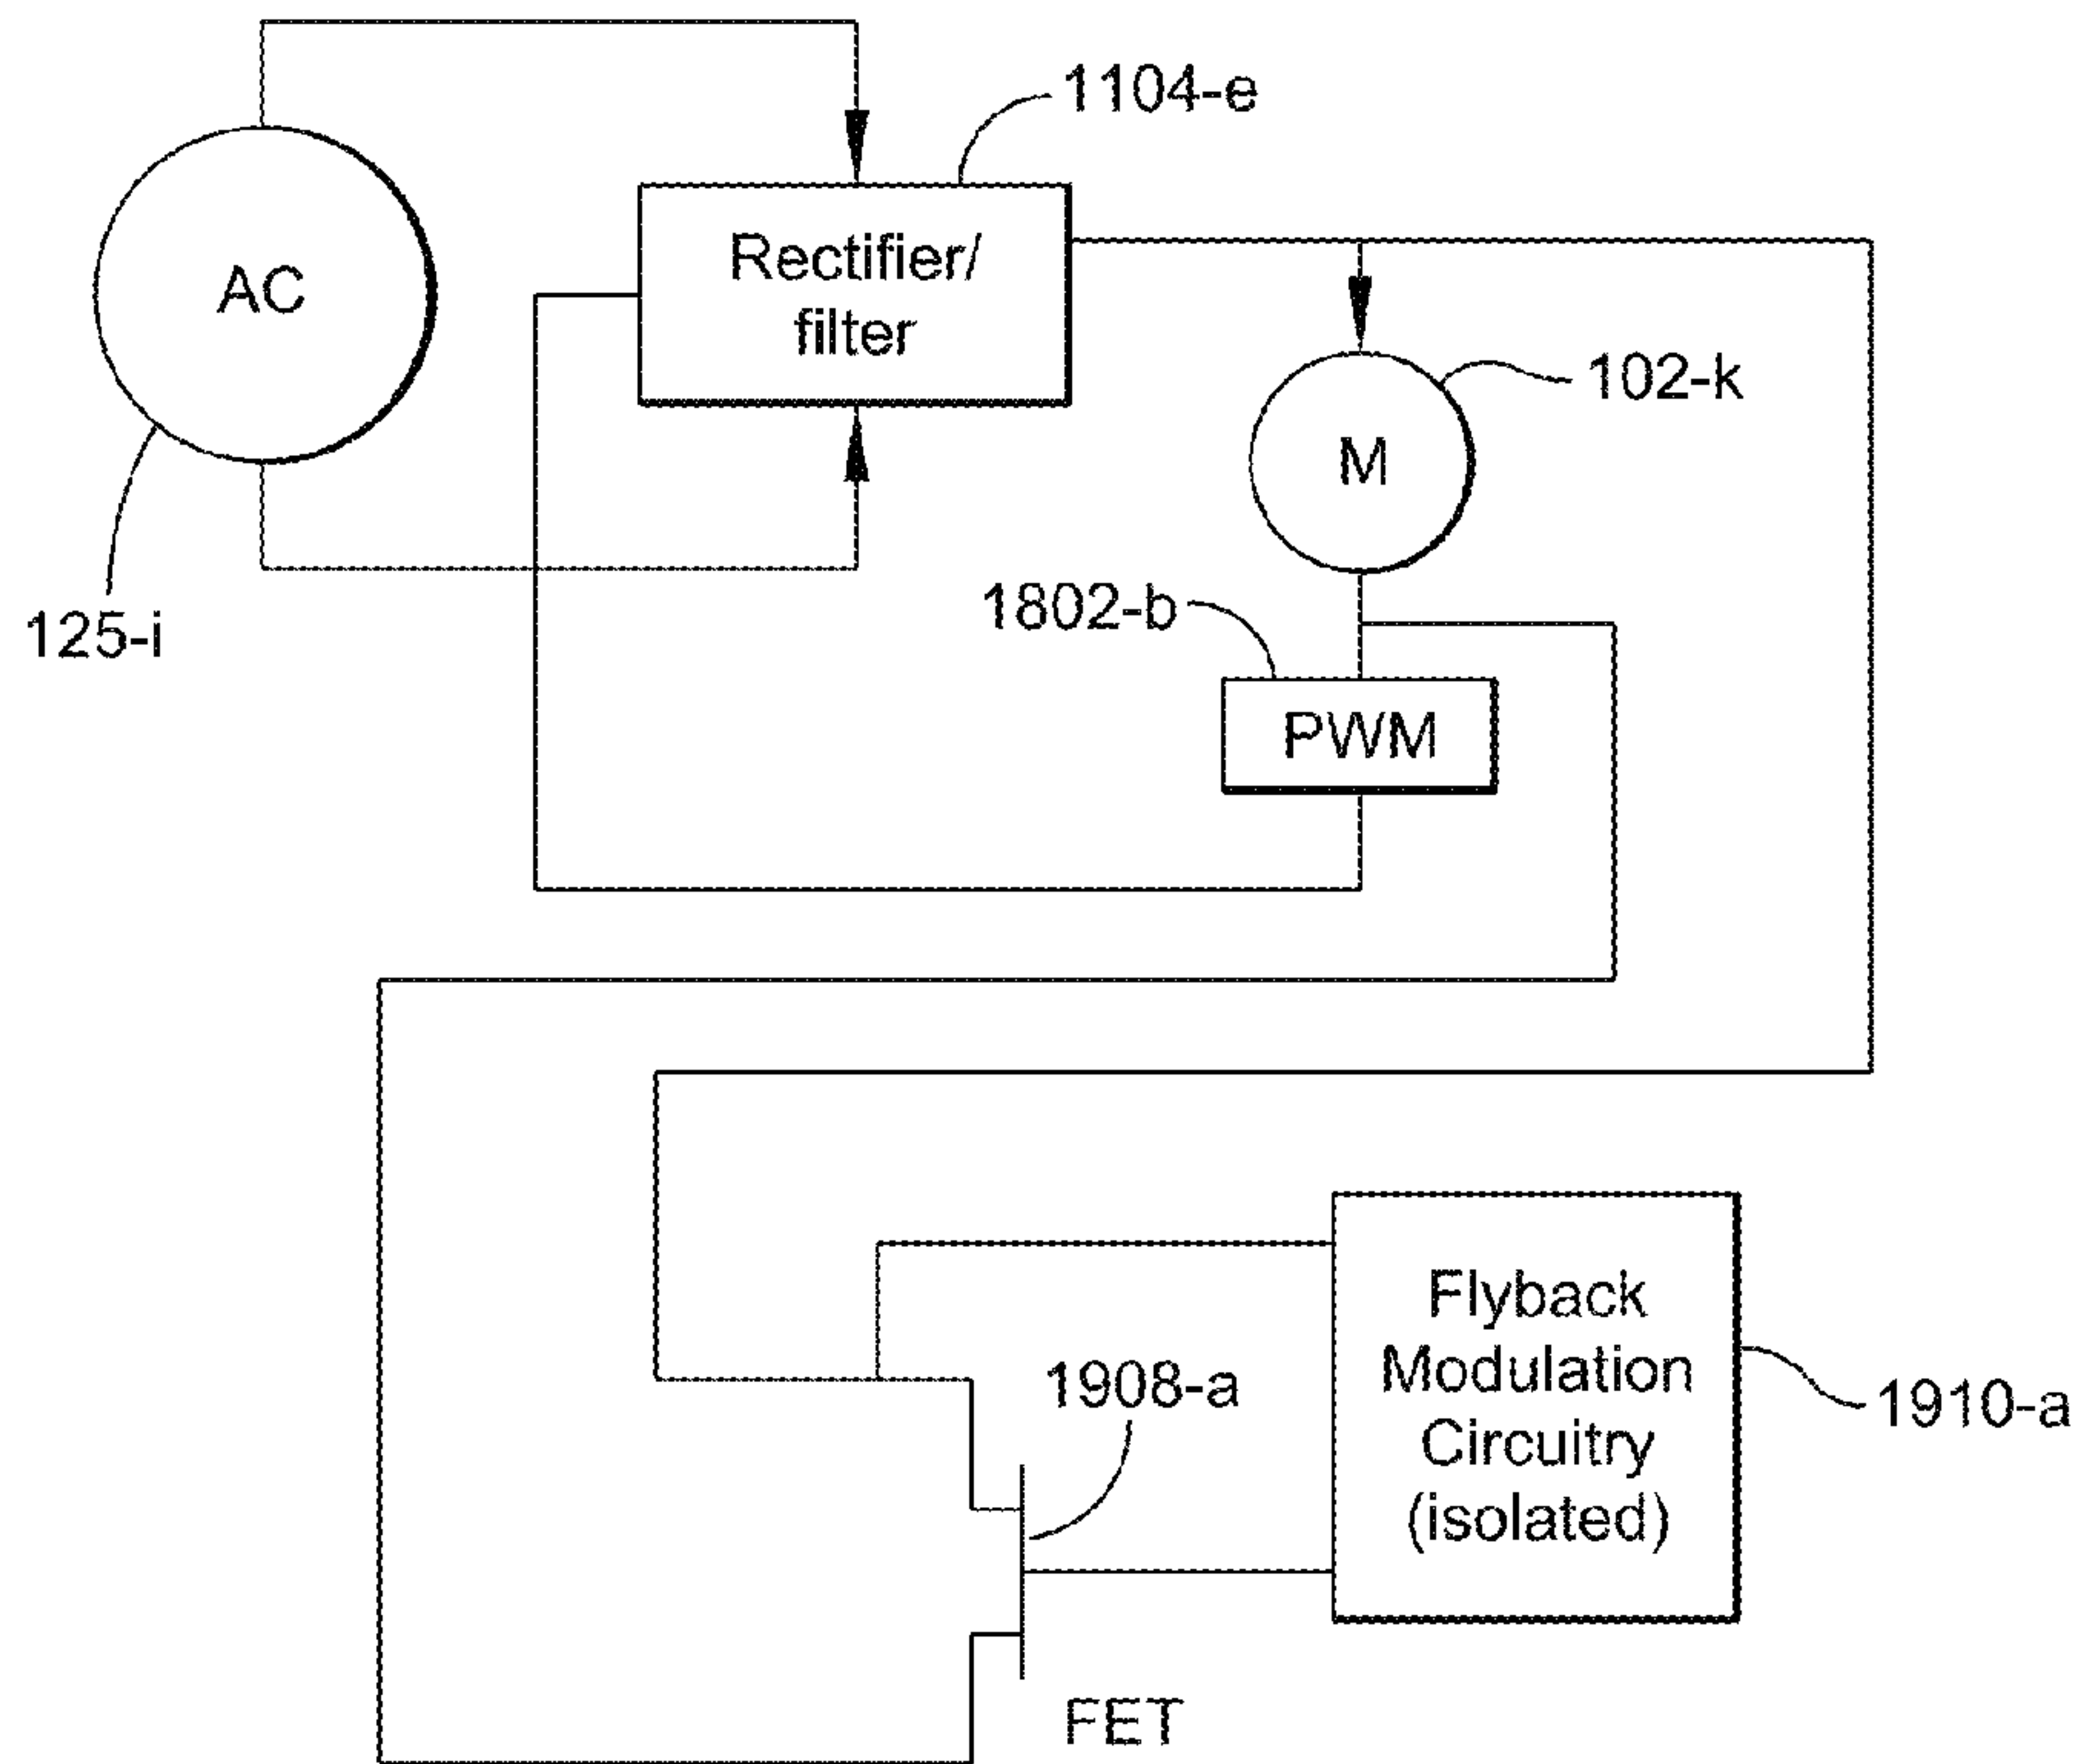 1104-e
AC
Rectifier/
filter
102-k
M
125-i
1802-b
PWM
Flyback
Modulation
Circuitry
(isolated)
1908-a
1910-a
FET